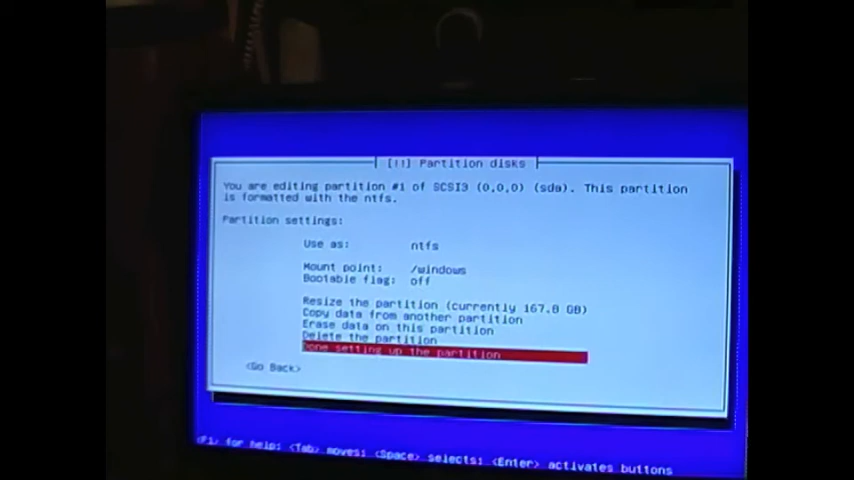 [!!] Partition disks
You are editing partition #1 of SCSI3 (0,0,0) (sda). This partition
is formatted with the ntfs.
Partition settings:
Use as: ntfs
Mount point: /windows
Bootable flag: off
Resize the partition (currently 167.8 GB)
Copy data from another partition
Erase data on this partition
Delete the partition
Done setting up the partition
<Go Back>
<F1> for help; <Tab> moves; <Space> selects; <Enter> activates buttons